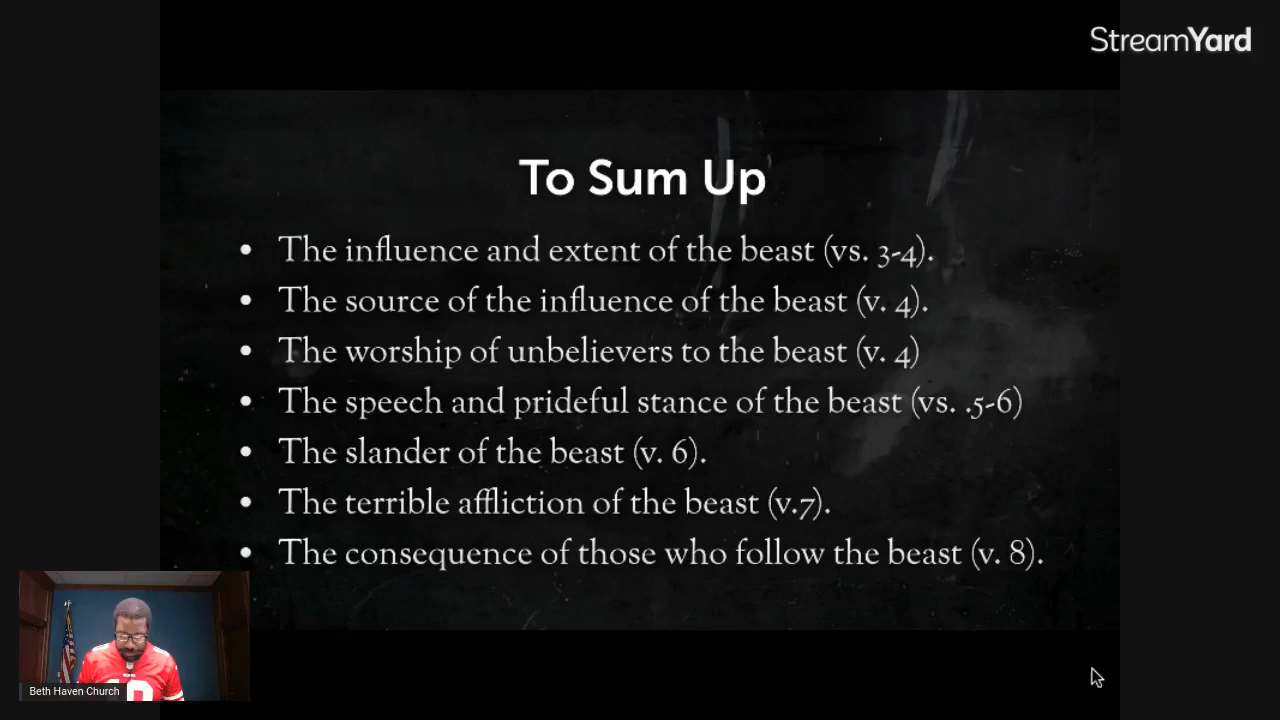 StreamYard
To Sum Up
• The influence and extent of the beast (vs. 3-4).
• The source of the influence of the beast (v. 4).
• The worship of unbelievers to the beast (v. 4)
• The speech and prideful stance of the beast (vs. .5-6)
• The slander of the beast (v. 6).
• The terrible affliction of the beast (v.7).
• The consequence of those who follow the beast (v. 8).
Beth Haven Church